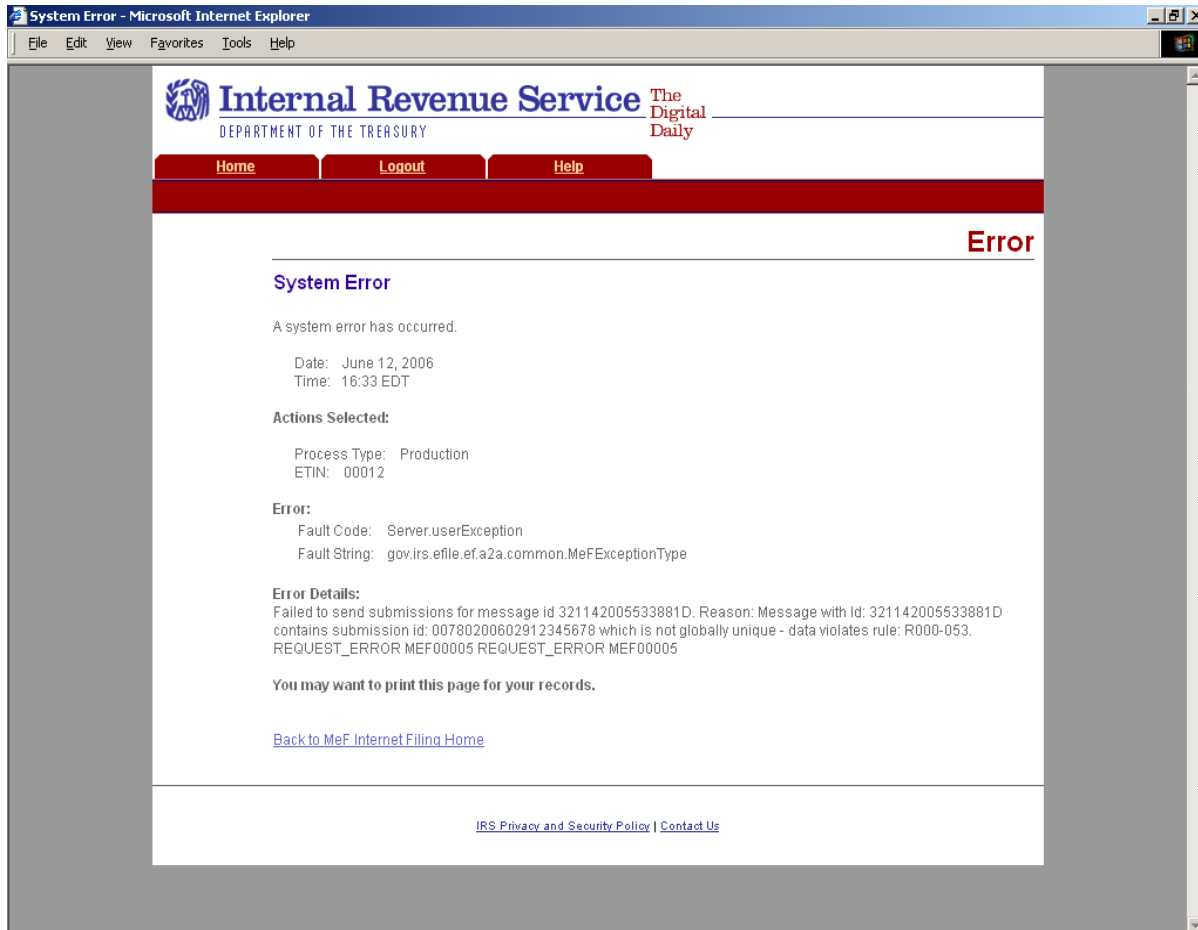 System Error - Microsoft Internet Explorer
File Edit View Favorites Tools Help
Internal Revenue Service
DEPARTMENT OF THE TREASURY
The
Digital
Daily
Home Logout Help
Error
System Error
A system error has occurred.
Date: June 12, 2006
Time: 16:33 EDT
Actions Selected:
Process Type: Production
ETIN: 00012
Error:
Fault Code: Server.userException
Fault String: gov.irs.efile.ef.a2a.common.MeFExceptionType
Error Details:
Failed to send submissions for message id 321142005533881D. Reason: Message with Id: 321142005533881D
contains submission id: 00780200602912345678 which is not globally unique - data violates rule: R000-053.
REQUEST_ERROR MEF00005 REQUEST_ERROR MEF00005
You may want to print this page for your records.
Back to MeF Internet Filing Home
IRS Privacy and Security Policy | Contact Us